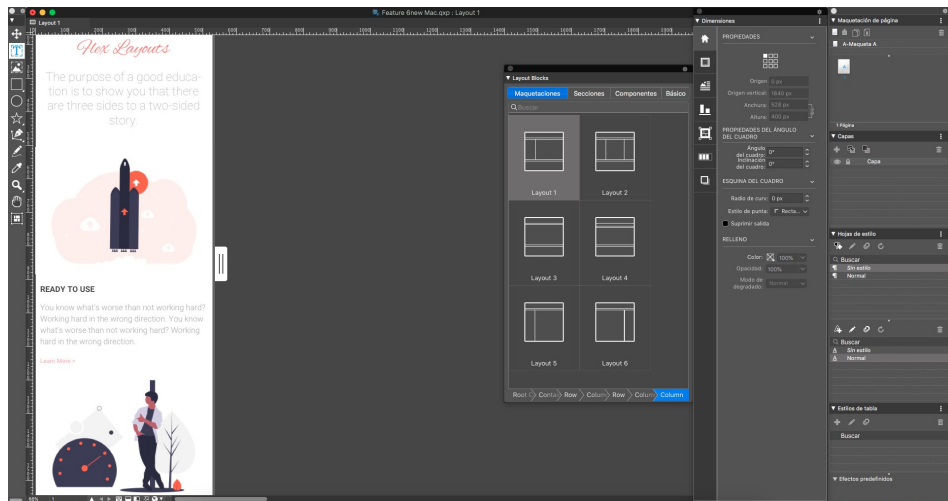 Feature 6new Mac.qxp : Layout 1
Layout 1
Flex Layouts
The purpose of a good educa-
tion is to show you that there
are three sides to a two-sided
story.
READY TO USE
You know what's worse than not working hard?
Working hard in the wrong direction. You know
what's worse than not working hard? Working
hard in the wrong direction.
Learn More »
Layout Blocks
Maquetaciones
Secciones
Componentes
Básico
Buscar
Layout 1
Layout 2
Layout 3
Layout 4
Layout 5
Layout 6
Root
Row
Row
Column
Dimensiones
PROPIEDADES
Origen: 0 px
Origen vertical: 1840 px
Anchura: 528 px
Altura: 400 px
PROPIEDADES DEL ÁNGULO
DEL CUADRO
Ángulo
del cuadro: 0°
Inclinación
del cuadro: 0°
ESQUINA DEL CUADRO
Radio de curv: 0 px
Estilo de punta: Recta...
Suprimir salida
RELLENO
Color: 100%
Opacidad: 100%
Modo de
degradado: Normal
Maquetación de página
A-Maqueta A
1 Página
Capas
Capa
Hojas de estilo
Buscar
Sin estilo
Normal
Buscar
Sin estilo
Normal
Estilos de tabla
Buscar
Efectos predefinidos